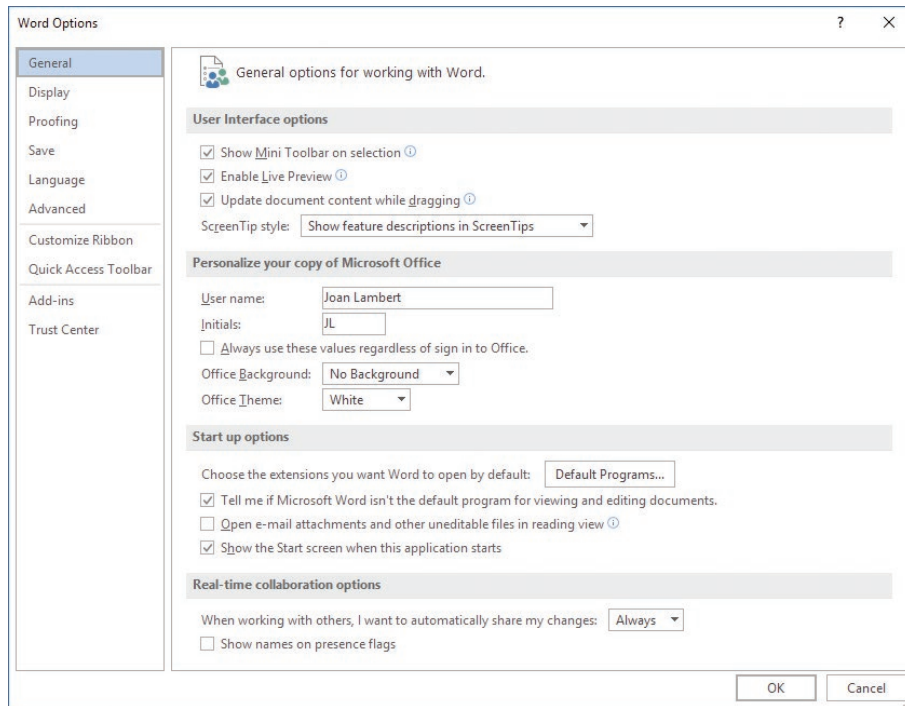 Word Options
General
Display
Proofing
Save
Language
Advanced
Customize Ribbon
Quick Access Toolbar
Add-ins
Trust Center
General options for working with Word.
User Interface options
Show Mini Toolbar on selection
Enable Live Preview
Update document content while dragging
ScreenTip style: Show feature descriptions in ScreenTips
Personalize your copy of Microsoft Office
User name: Joan Lambert
Initials: JL
Always use these values regardless of sign in to Office.
Office Background: No Background
Office Theme: White
Start up options
Choose the extensions you want Word to open by default: Default Programs...
Tell me if Microsoft Word isn't the default program for viewing and editing documents.
Open e-mail attachments and other uneditable files in reading view
Show the Start screen when this application starts
Real-time collaboration options
When working with others, I want to automatically share my changes: Always
Show names on presence flags
OK Cancel